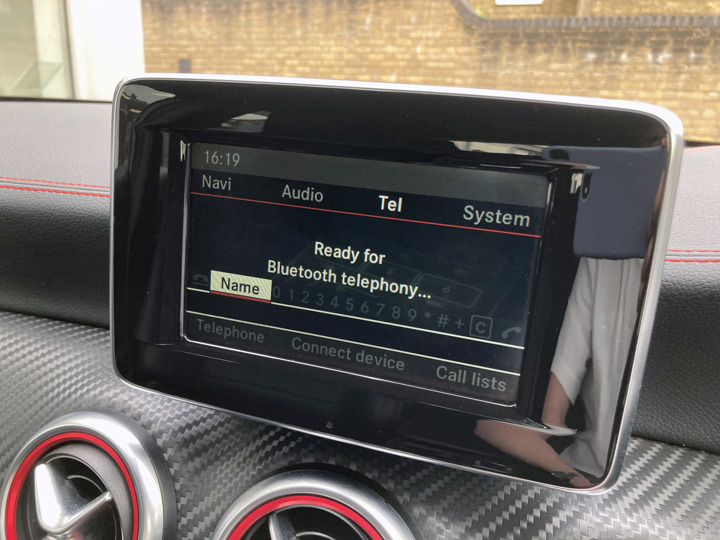 16:19
Navi Audio Tel System
Ready for
Bluetooth telephony...
Name 0 1 2 3 4 5 6 7 8 9 * # + C
Telephone Connect device Call lists